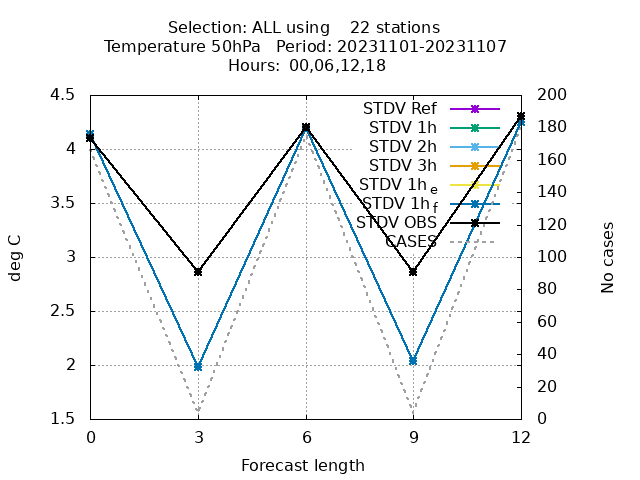 Selection: ALL using    22 stations
Temperature 50hPa   Period: 20231101-20231107
Hours:  00,06,12,18
4.5
4
3.5
3
2.5
2
1.5
deg C
STDV Ref
STDV 1h
STDV 2h
STDV 3h
STDV 1h e
STDV 1h f
STDV OBS
CASES
200
180
160
140
120
100
80
60
40
20
0
No cases
0 3 6 9 12
Forecast length